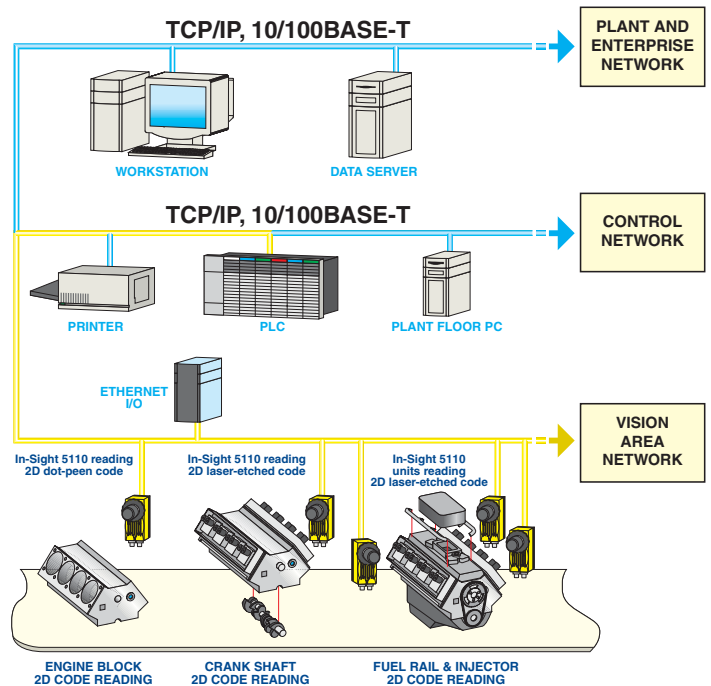 TCP/IP, 10/100BASE-T
PLANT AND
ENTERPRISE
NETWORK
WORKSTATION
DATA SERVER
TCP/IP, 10/100BASE-T
CONTROL
NETWORK
PRINTER
PLC
PLANT FLOOR PC
ETHERNET
I/O
VISION
AREA
NETWORK
In-Sight 5110 reading
2D dot-peen code
In-Sight 5110 reading
2D laser-etched code
In-Sight 5110
units reading
2D laser-etched code
ENGINE BLOCK
2D CODE READING
CRANK SHAFT
2D CODE READING
FUEL RAIL & INJECTOR
2D CODE READING